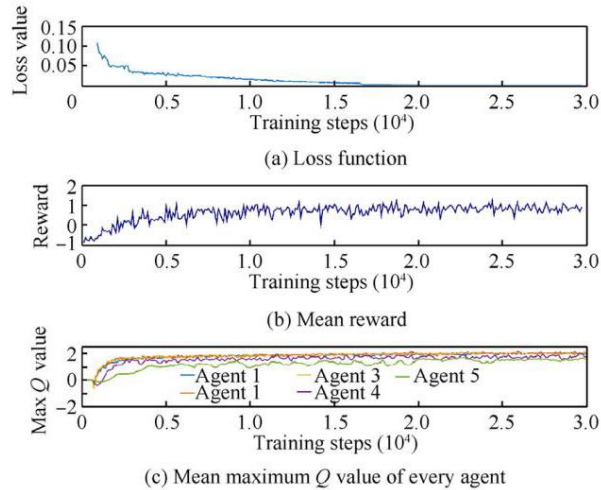 Loss value
0.15
0.10
0.05
0 0.5 1.0 1.5 2.0 2.5 3.0
Training steps (10⁴)
(a) Loss function
Reward
2
1
0
−1
0 0.5 1.0 1.5 2.0 2.5 3.0
Training steps (10⁴)
(b) Mean reward
Max Q value
2
0
−2
Agent 1 Agent 3 Agent 5
Agent 1 Agent 4
0 0.5 1.0 1.5 2.0 2.5 3.0
Training steps (10⁴)
(c) Mean maximum Q value of every agent